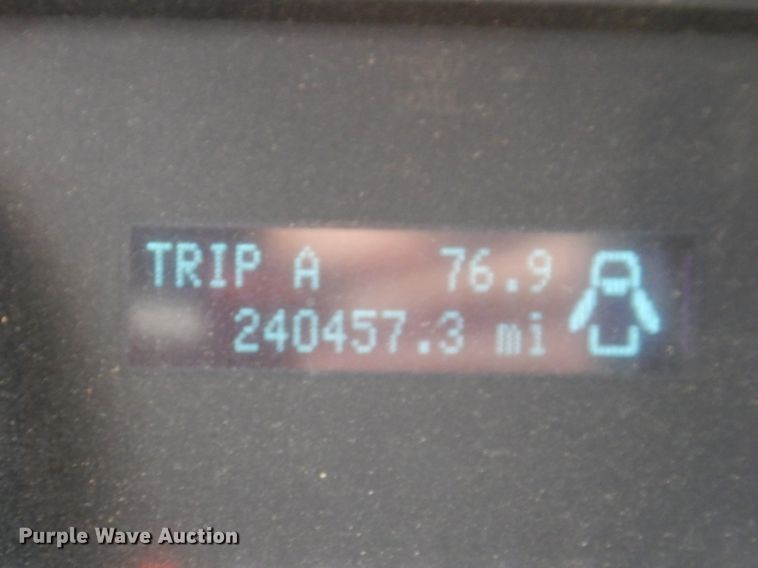 TRIP A 76.9
240457.3 mi
Purple Wave Auction